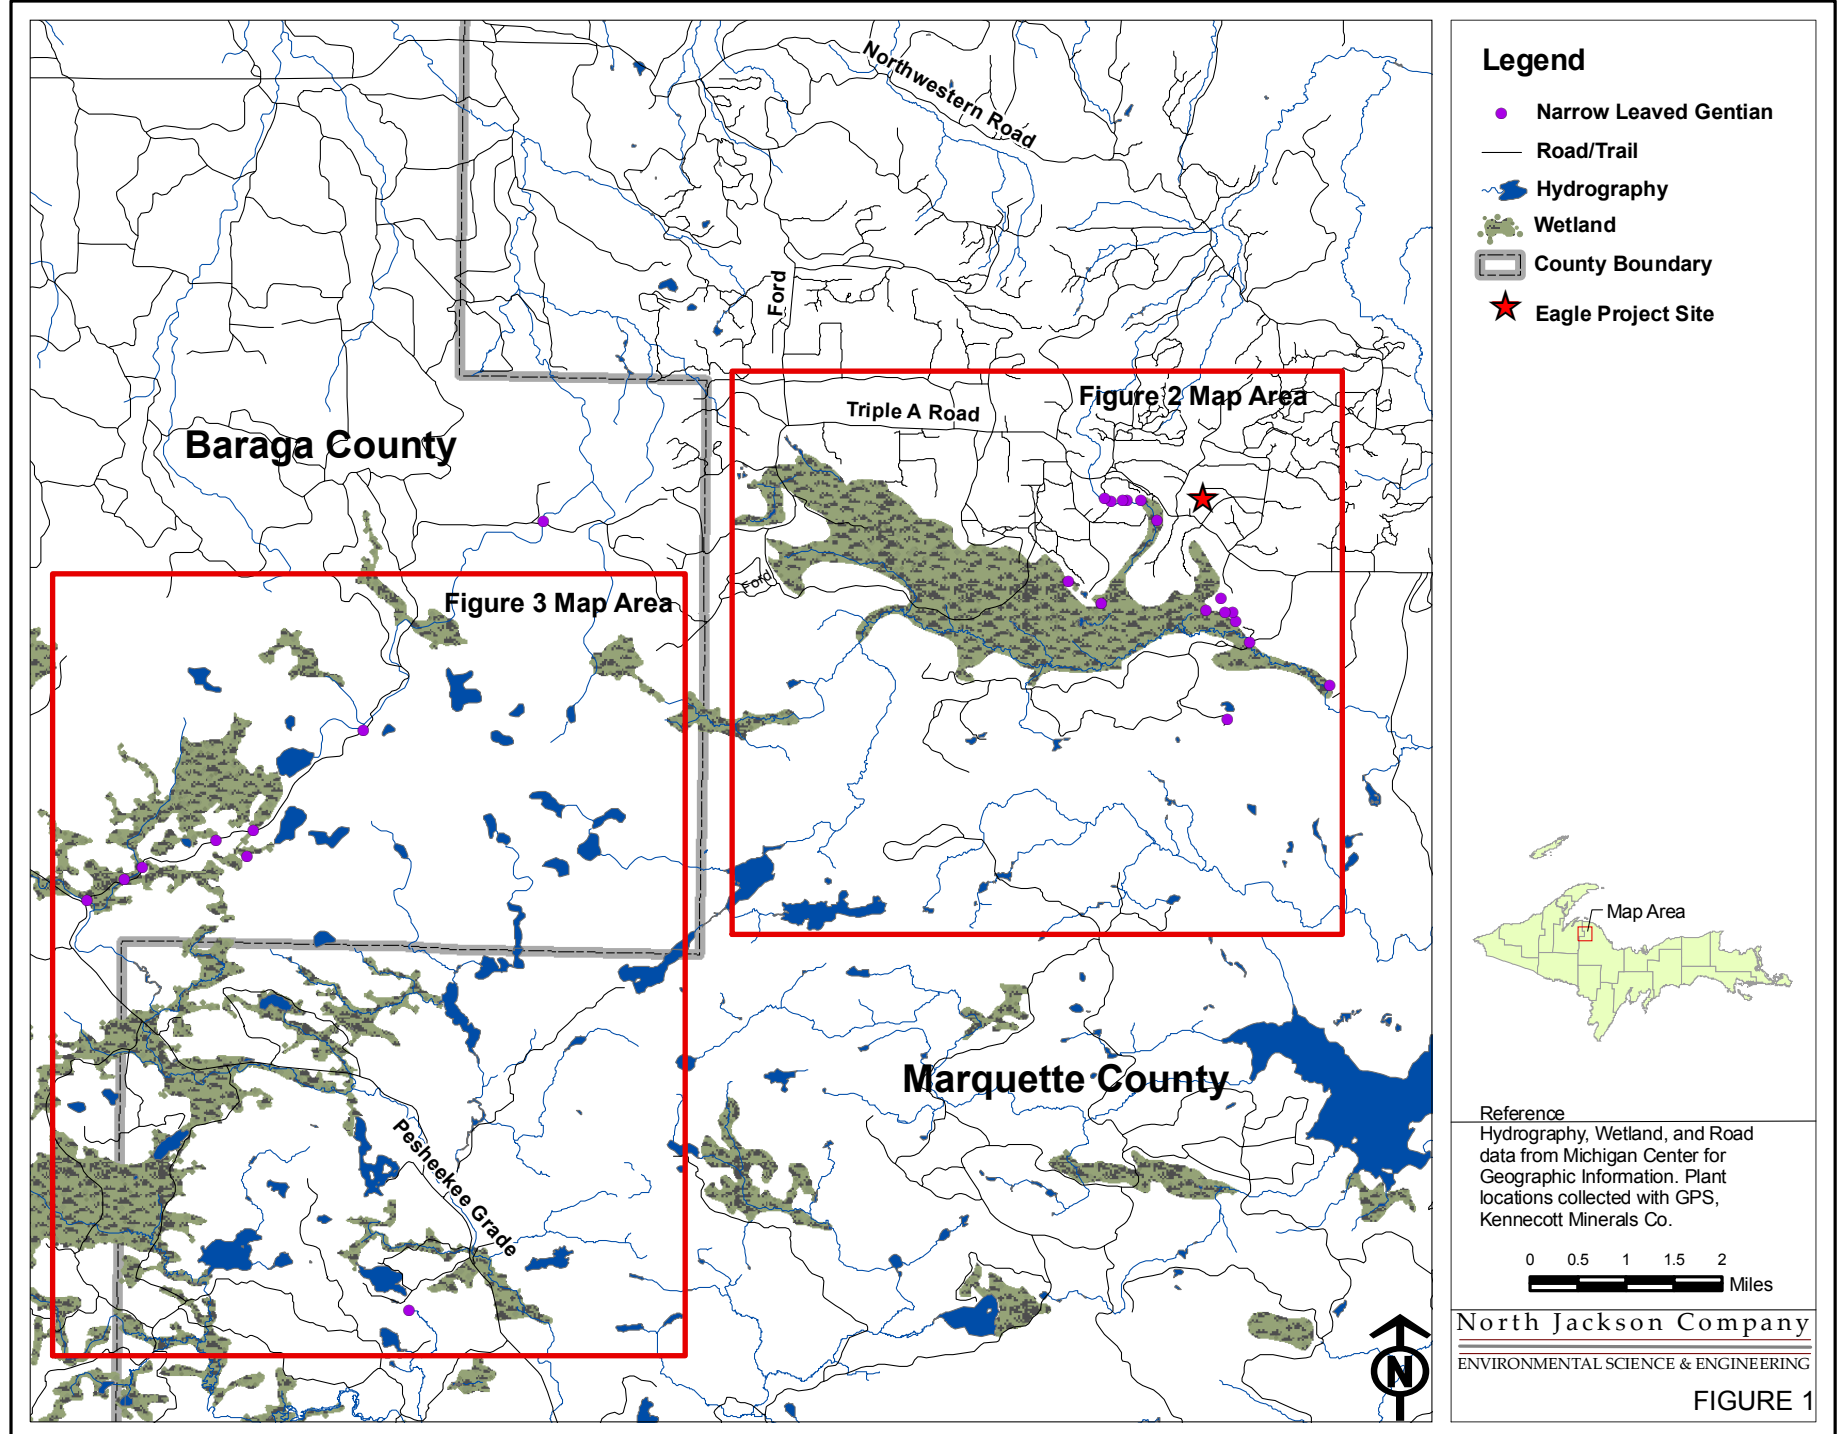 Northwestern Road
Ford
Triple A Road
Figure 2 Map Area
Baraga County
Ford
Figure 3 Map Area
Marquette County
Pesheekee Grade
N
Legend
Narrow Leaved Gentian
Road/Trail
Hydrography
Wetland
County Boundary
Eagle Project Site
Map Area
Reference
Hydrography, Wetland, and Road
data from Michigan Center for
Geographic Information. Plant
locations collected with GPS,
Kennecott Minerals Co.
0 0.5 1 1.5 2
Miles
North Jackson Company
ENVIRONMENTAL SCIENCE & ENGINEERING
FIGURE 1